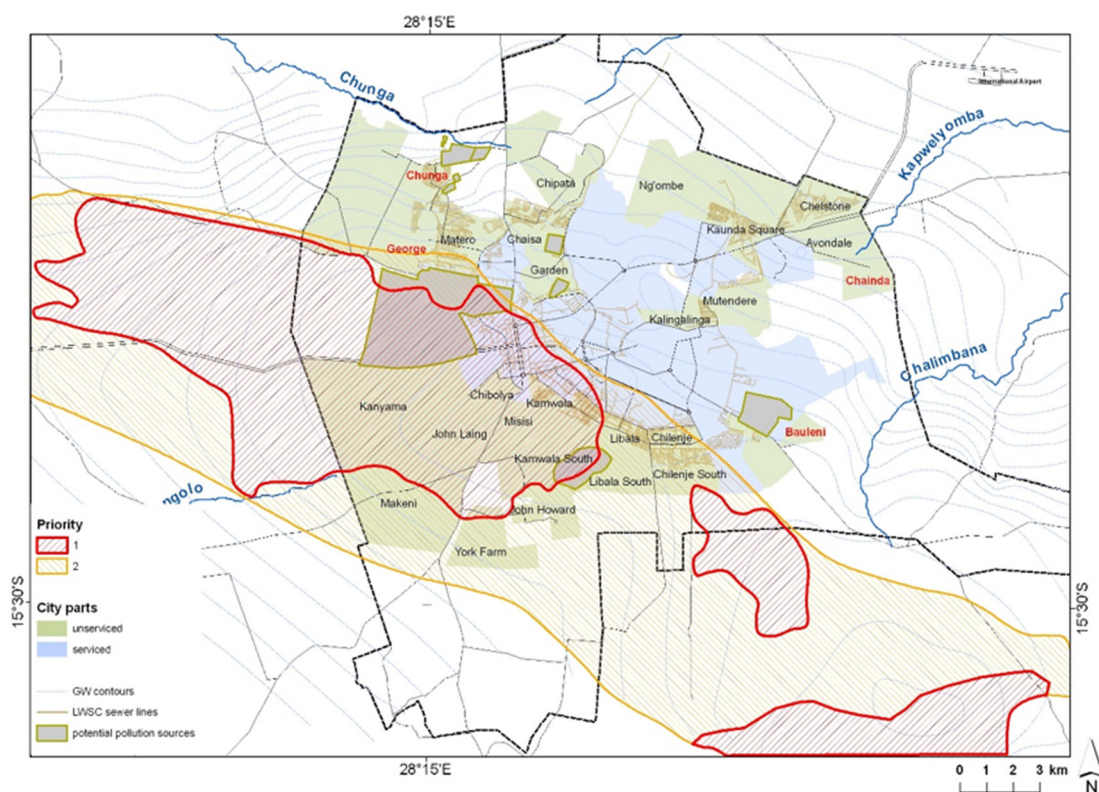 28°15'E
Chunga
International Airport
Kapwelyomba
Chunga
Chipata
Ng'ombe
Chelstone
George
Matero
Chaisa
Kaunda Square
Avondale
Garden
Chainda
Mutendere
Kalingalinga
Chalimbana
Chibolya
Kanyama
Kamwala
Misisi
John Laing
Libala
Chilenje
Bauleni
Kamwala South
Chilenje South
Libala South
ngolo
Makeni
John Howard
York Farm
Priority
1
2
City parts
unserviced
serviced
GW contours
LWSC sewer lines
potential pollution sources
15°30'S
15°30'S
28°15'E
0 1 2 3 km
N